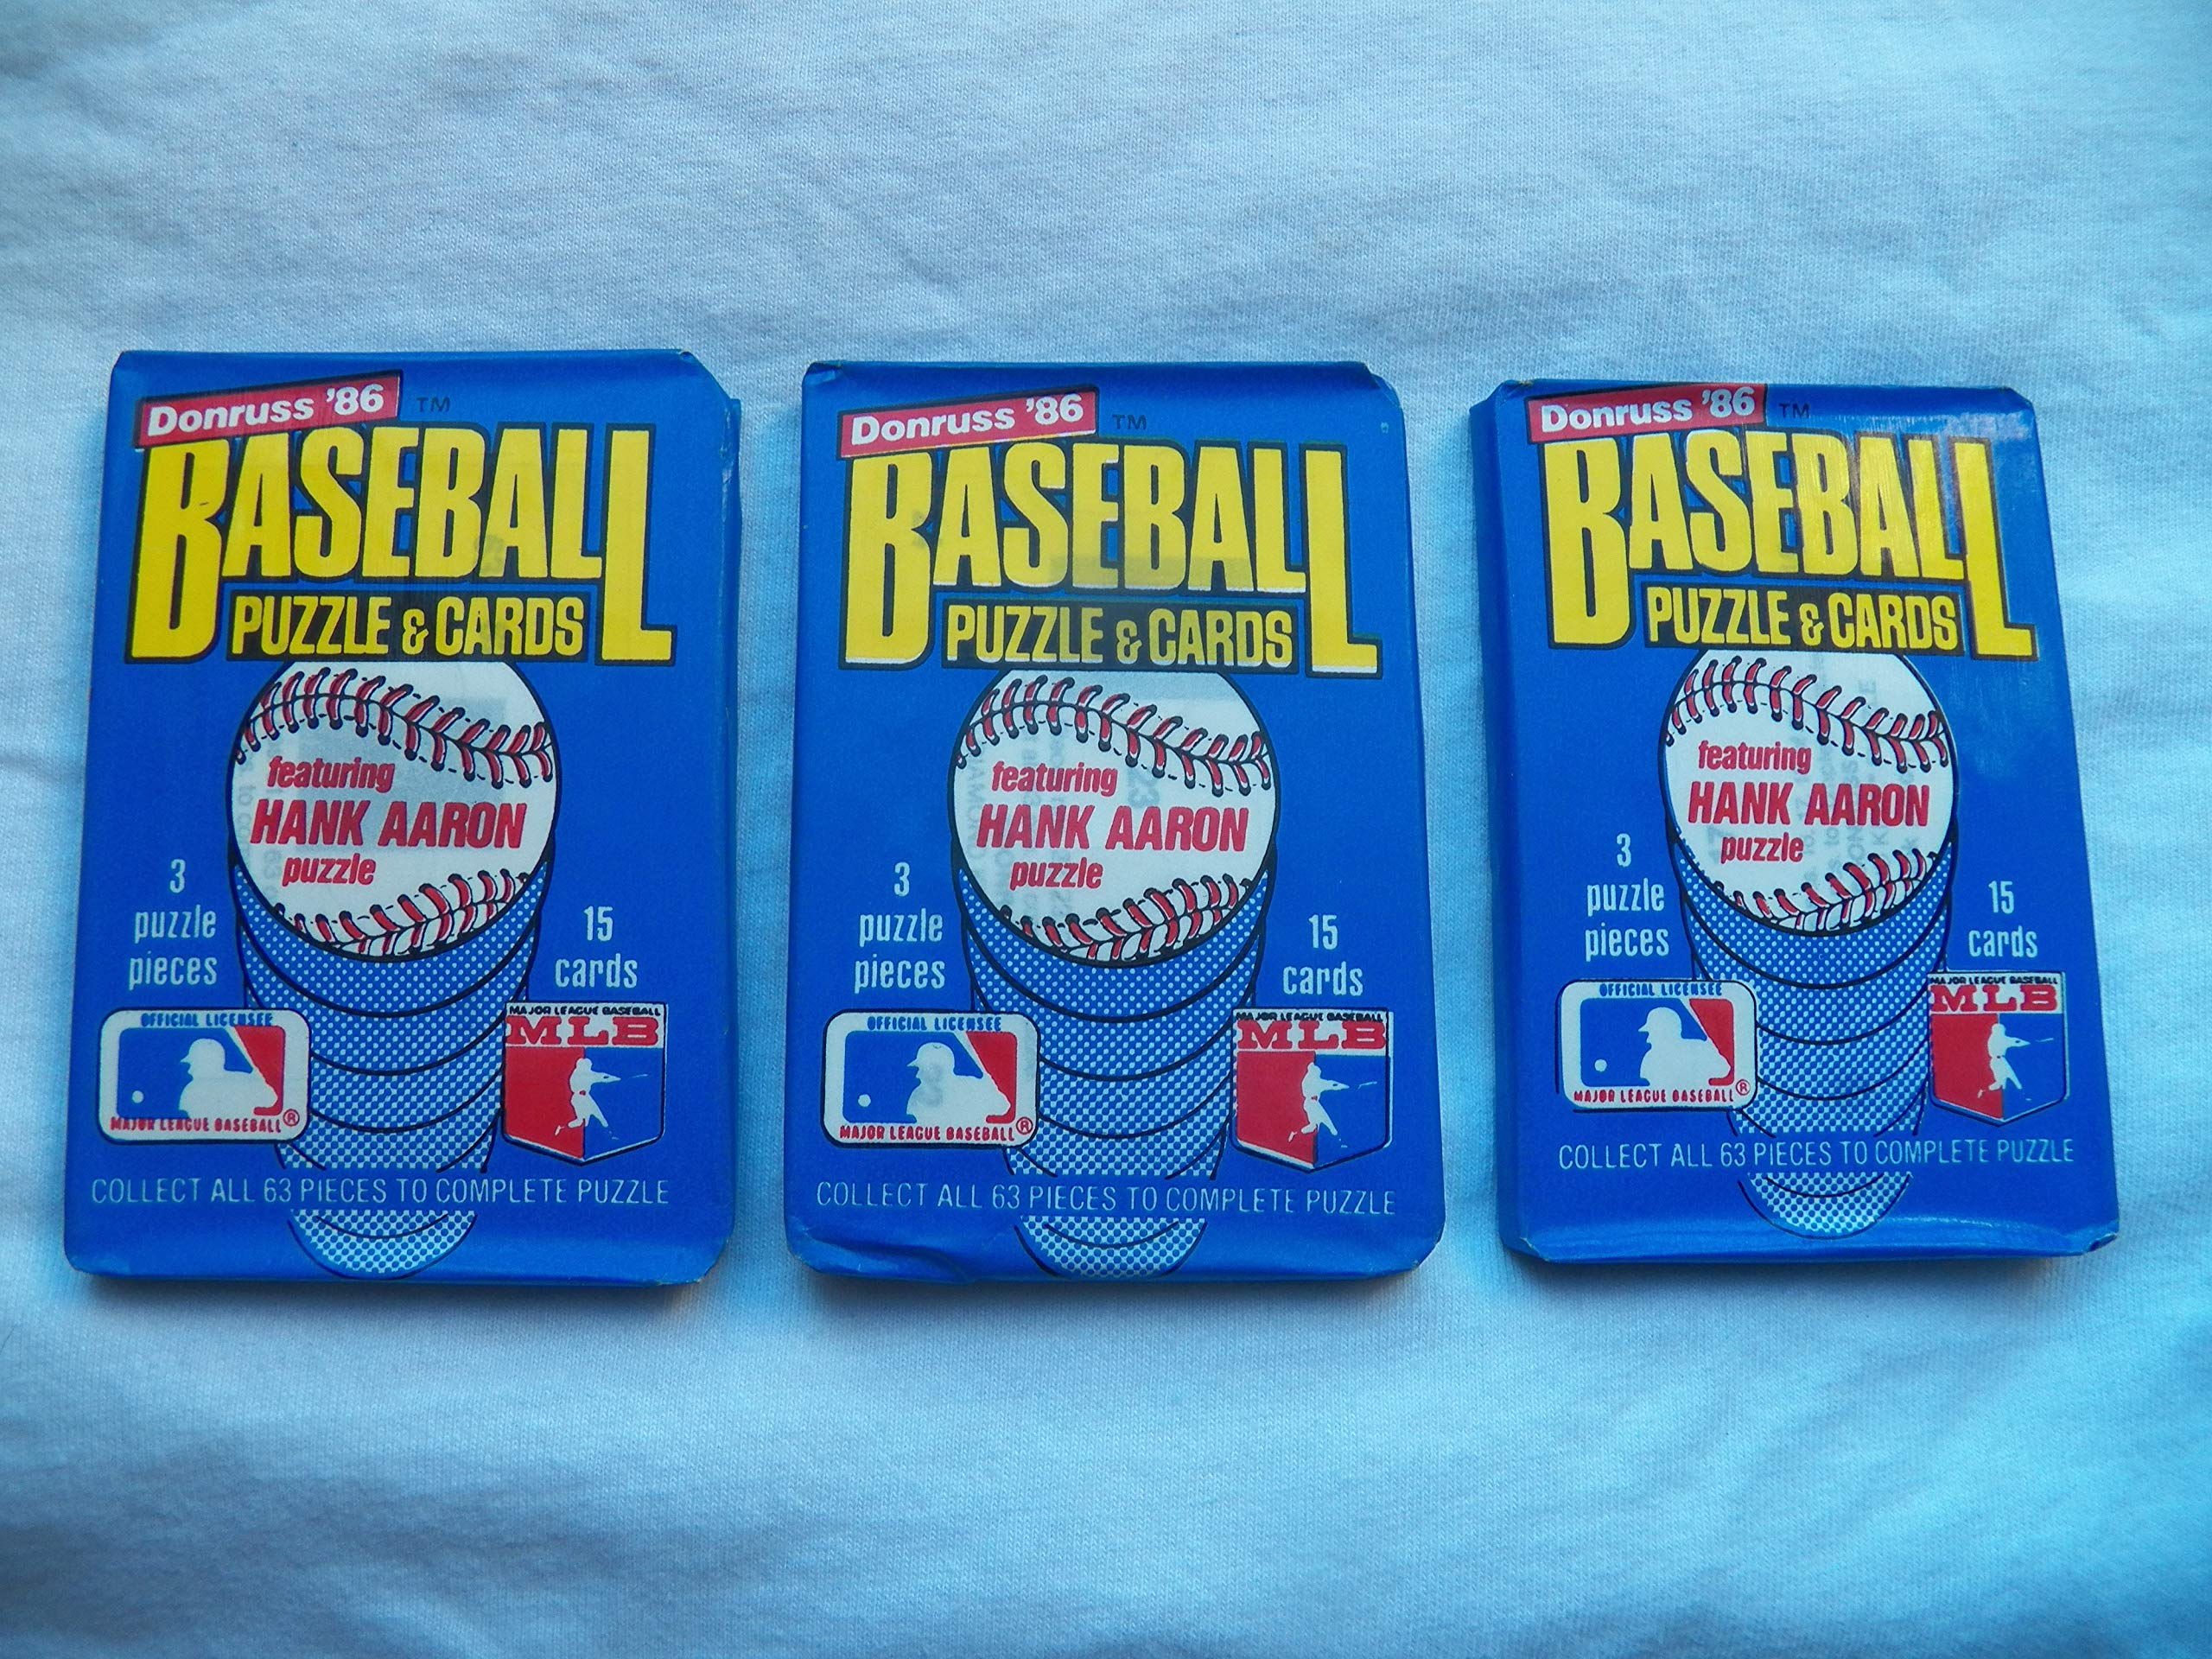 Donruss '86 TM
BASEBALL
PUZZLE & CARDS
featuring
HANK AARON
puzzle
3
puzzle
pieces
15
cards
OFFICIAL LICENSEE
MAJOR LEAGUE BASEBALL®
MAJOR LEAGUE BASEBALL
MLB
COLLECT ALL 63 PIECES TO COMPLETE PUZZLE
Donruss '86 TM
BASEBALL
PUZZLE & CARDS
featuring
HANK AARON
puzzle
3
puzzle
pieces
15
cards
OFFICIAL LICENSEE
MAJOR LEAGUE BASEBALL®
MAJOR LEAGUE BASEBALL
MLB
COLLECT ALL 63 PIECES TO COMPLETE PUZZLE
Donruss '86 TM
BASEBALL
PUZZLE & CARDS
featuring
HANK AARON
puzzle
3
puzzle
pieces
15
cards
OFFICIAL LICENSEE
MAJOR LEAGUE BASEBALL®
MAJOR LEAGUE BASEBALL
MLB
COLLECT ALL 63 PIECES TO COMPLETE PUZZLE